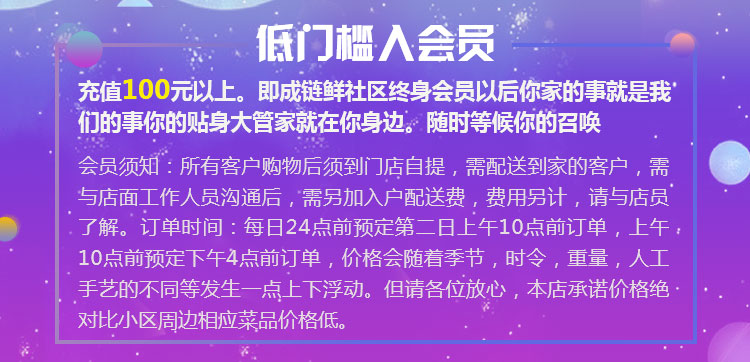 低门槛入会员
充值100元以上。即成链鲜社区终身会员以后你家的事就是我
们的事你的贴身大管家就在你身边。随时等候你的召唤
会员须知：所有客户购物后须到门店自提，需配送到家的客户，需
与店面工作人员沟通后，需另加入户配送费，费用另计，请与店员
了解。订单时间：每日24点前预定第二日上午10点前订单，上午
10点前预定下午4点前订单，价格会随着季节，时令，重量，人工
手艺的不同等发生一点上下浮动。但请各位放心，本店承诺价格绝
对比小区周边相应菜品价格低。